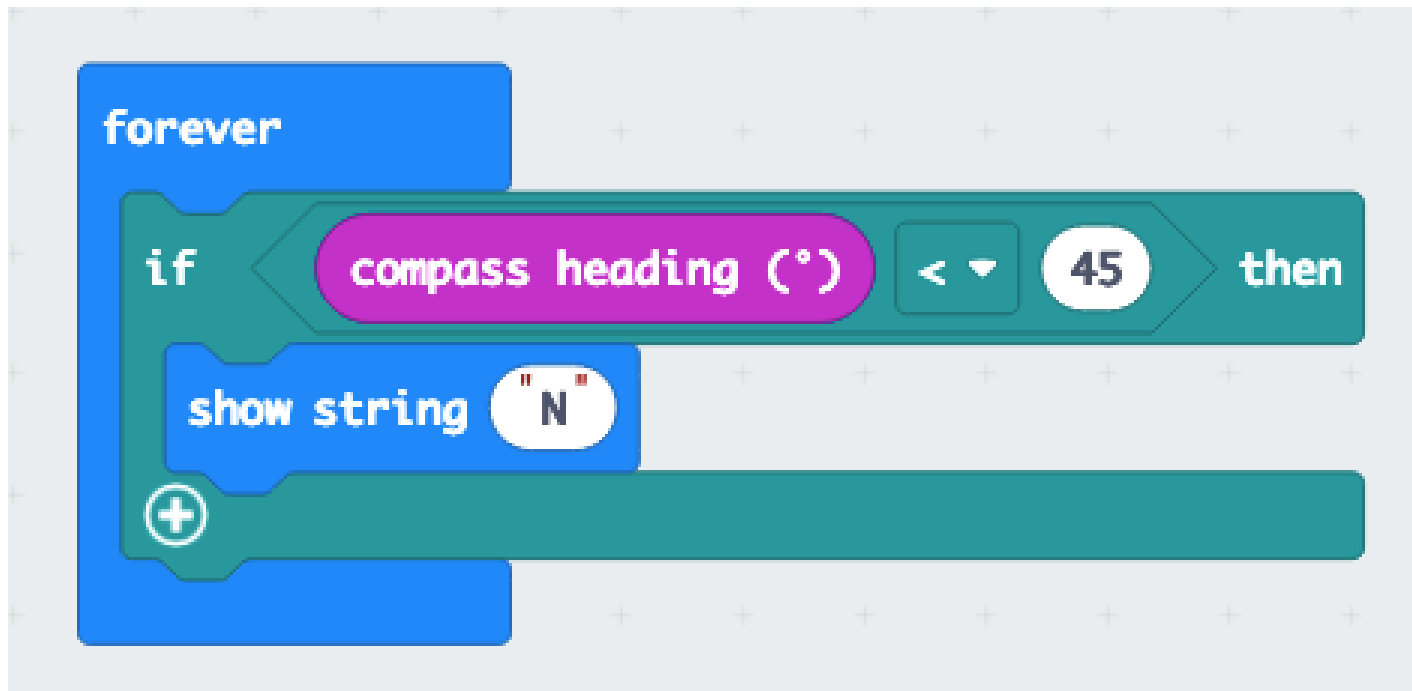 forever
if compass heading (°) < 45 then
show string "N"